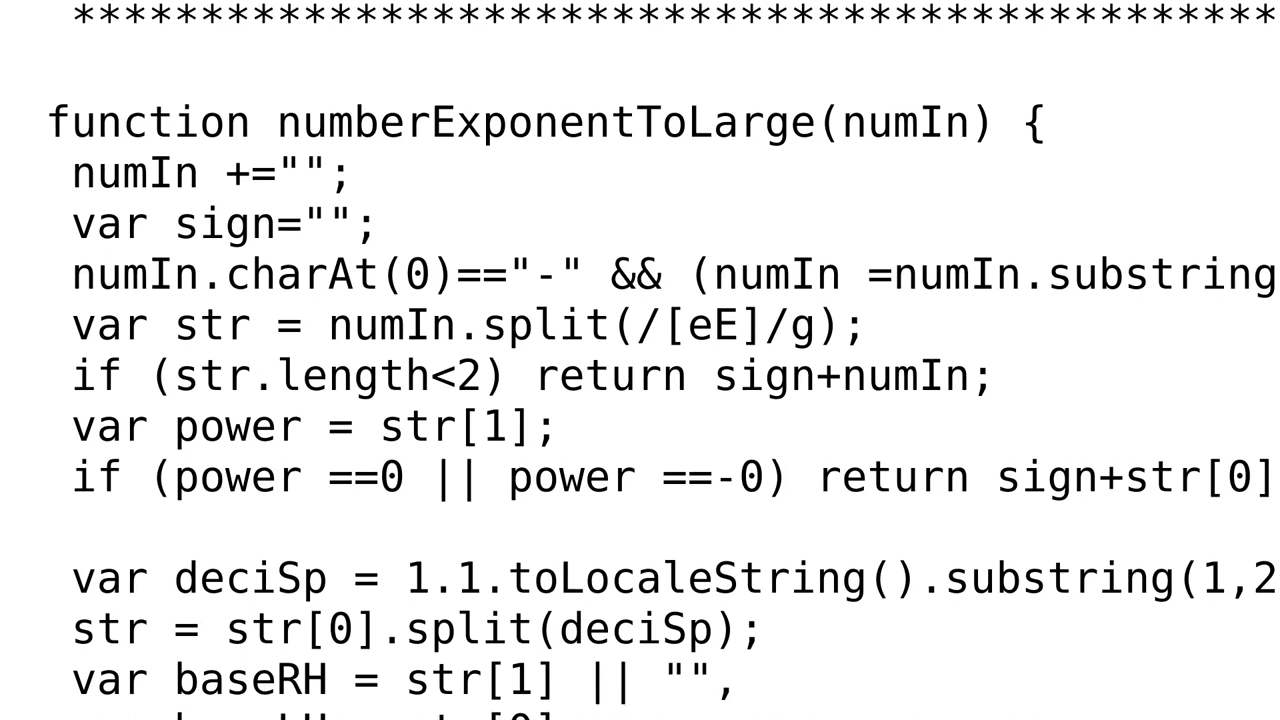 ***********************************************
function numberExponentToLarge(numIn) {
numIn +="";
var sign="";
numIn.charAt(0)=="-" && (numIn =numIn.substring
var str = numIn.split(/[eE]/g);
if (str.length<2) return sign+numIn;
var power = str[1];
if (power ==0 || power ==-0) return sign+str[0]
var deciSp = 1.1.toLocaleString().substring(1,2
str = str[0].split(deciSp);
var baseRH = str[1] || "",